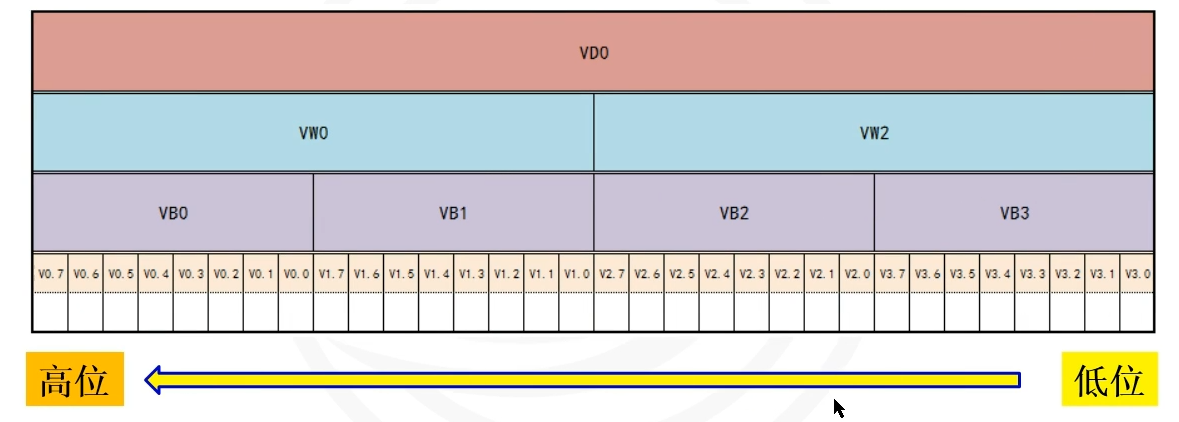 VD0
VW0 VW2
VB0 VB1 VB2 VB3
V0.7 V0.6 V0.5 V0.4 V0.3 V0.2 V0.1 V0.0 V1.7 V1.6 V1.5 V1.4 V1.3 V1.2 V1.1 V1.0 V2.7 V2.6 V2.5 V2.4 V2.3 V2.2 V2.1 V2.0 V3.7 V3.6 V3.5 V3.4 V3.3 V3.2 V3.1 V3.0
高位 低位